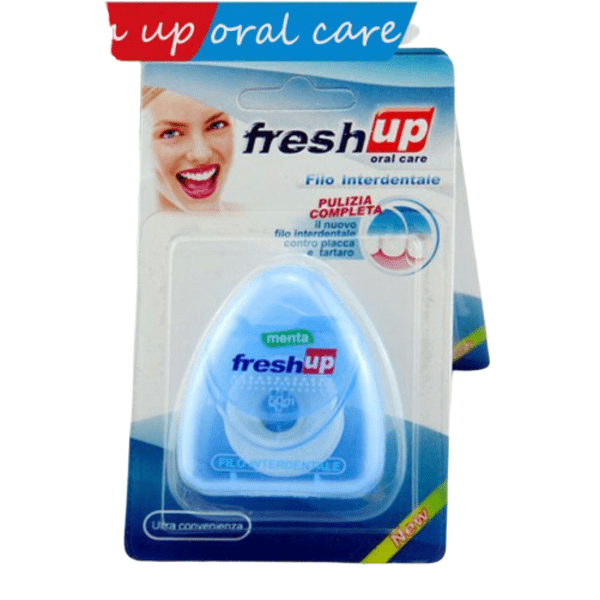 up oral care
fresh up
oral care
Filo Interdentale
PULIZIA
COMPLETA
il nuovo
filo interdentale
contro placca
e tartaro
menta
fresh up
50m
FILO INTERDENTALE
Ultra convenienza
New